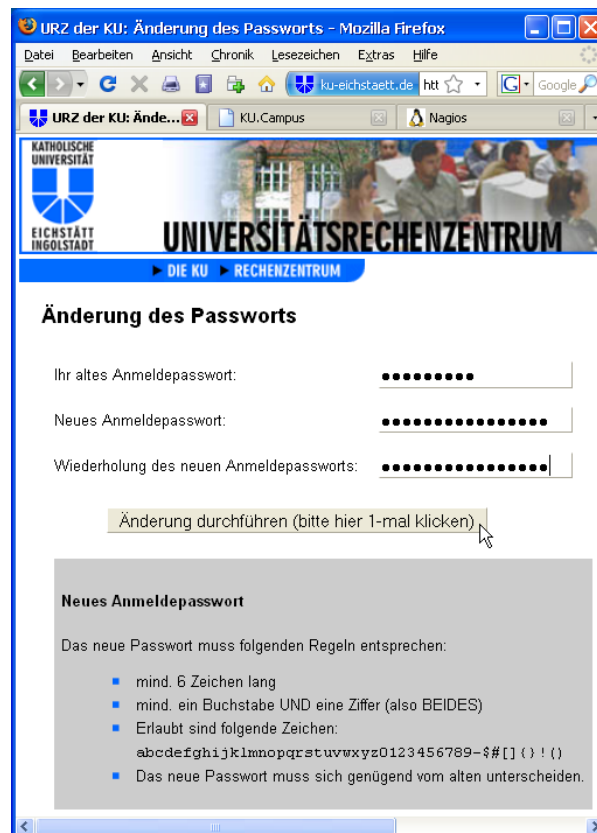 URZ der KU: Änderung des Passworts - Mozilla Firefox
Datei Bearbeiten Ansicht Chronik Lesezeichen Extras Hilfe
ku-eichstaett.de htt G Google
URZ der KU: Ände... KU.Campus Nagios
KATHOLISCHE
UNIVERSITÄT
EICHSTÄTT
INGOLSTADT
UNIVERSITÄTSRECHENZENTRUM
DIE KU RECHENZENTRUM
Änderung des Passworts
Ihr altes Anmeldepasswort:
Neues Anmeldepasswort:
Wiederholung des neuen Anmeldepassworts:
Änderung durchführen (bitte hier 1-mal klicken)
Neues Anmeldepasswort
Das neue Passwort muss folgenden Regeln entsprechen:
mind. 6 Zeichen lang
mind. ein Buchstabe UND eine Ziffer (also BEIDES)
Erlaubt sind folgende Zeichen:
abcdefghijklmnopqrstuvwxyz0123456789-$#[]{}!()
Das neue Passwort muss sich genügend vom alten unterscheiden.